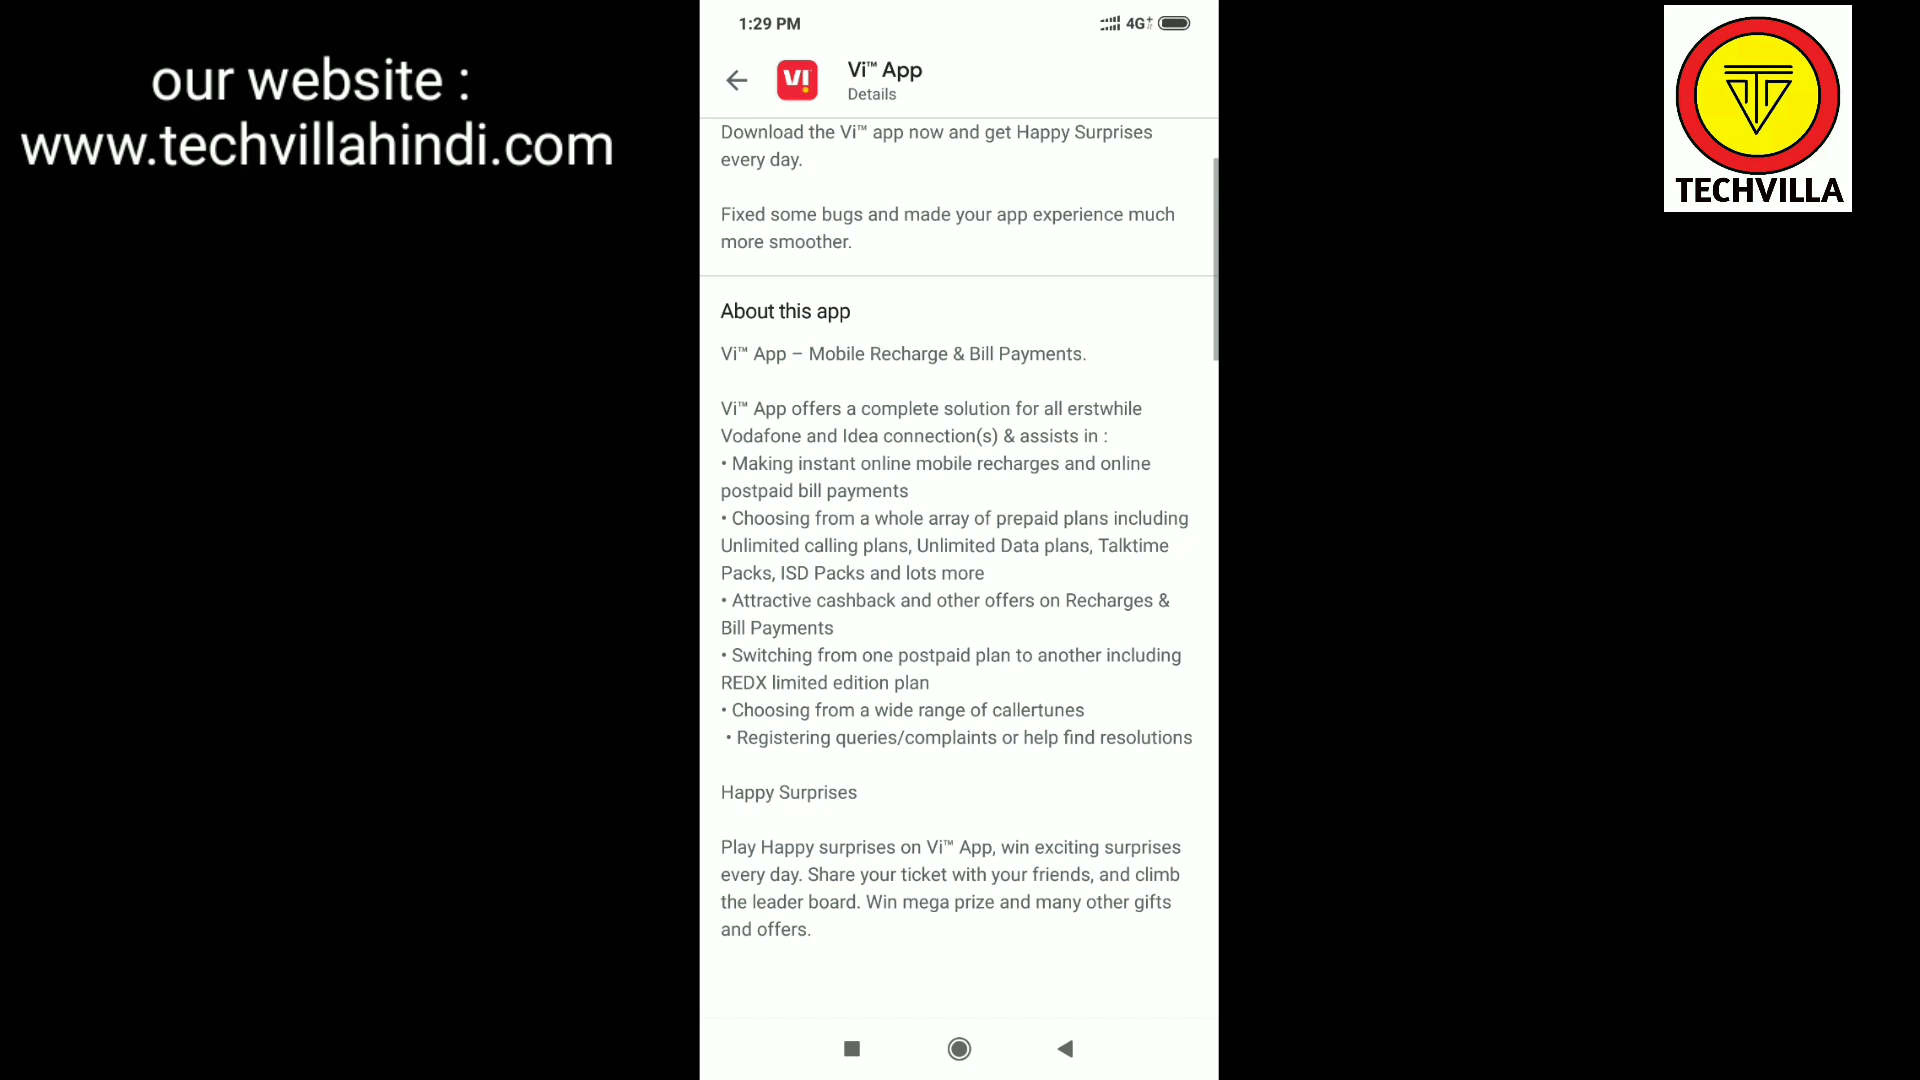 our website :
www.techvillahindi.com
1:29 PM
4G+
VI
Vi™ App
Details
Download the Vi™ app now and get Happy Surprises
every day.
Fixed some bugs and made your app experience much
more smoother.
About this app
Vi™ App – Mobile Recharge & Bill Payments.
Vi™ App offers a complete solution for all erstwhile
Vodafone and Idea connection(s) & assists in :
• Making instant online mobile recharges and online
postpaid bill payments
• Choosing from a whole array of prepaid plans including
Unlimited calling plans, Unlimited Data plans, Talktime
Packs, ISD Packs and lots more
• Attractive cashback and other offers on Recharges &
Bill Payments
• Switching from one postpaid plan to another including
REDX limited edition plan
• Choosing from a wide range of callertunes
• Registering queries/complaints or help find resolutions
Happy Surprises
Play Happy surprises on Vi™ App, win exciting surprises
every day. Share your ticket with your friends, and climb
the leader board. Win mega prize and many other gifts
and offers.
TECHVILLA